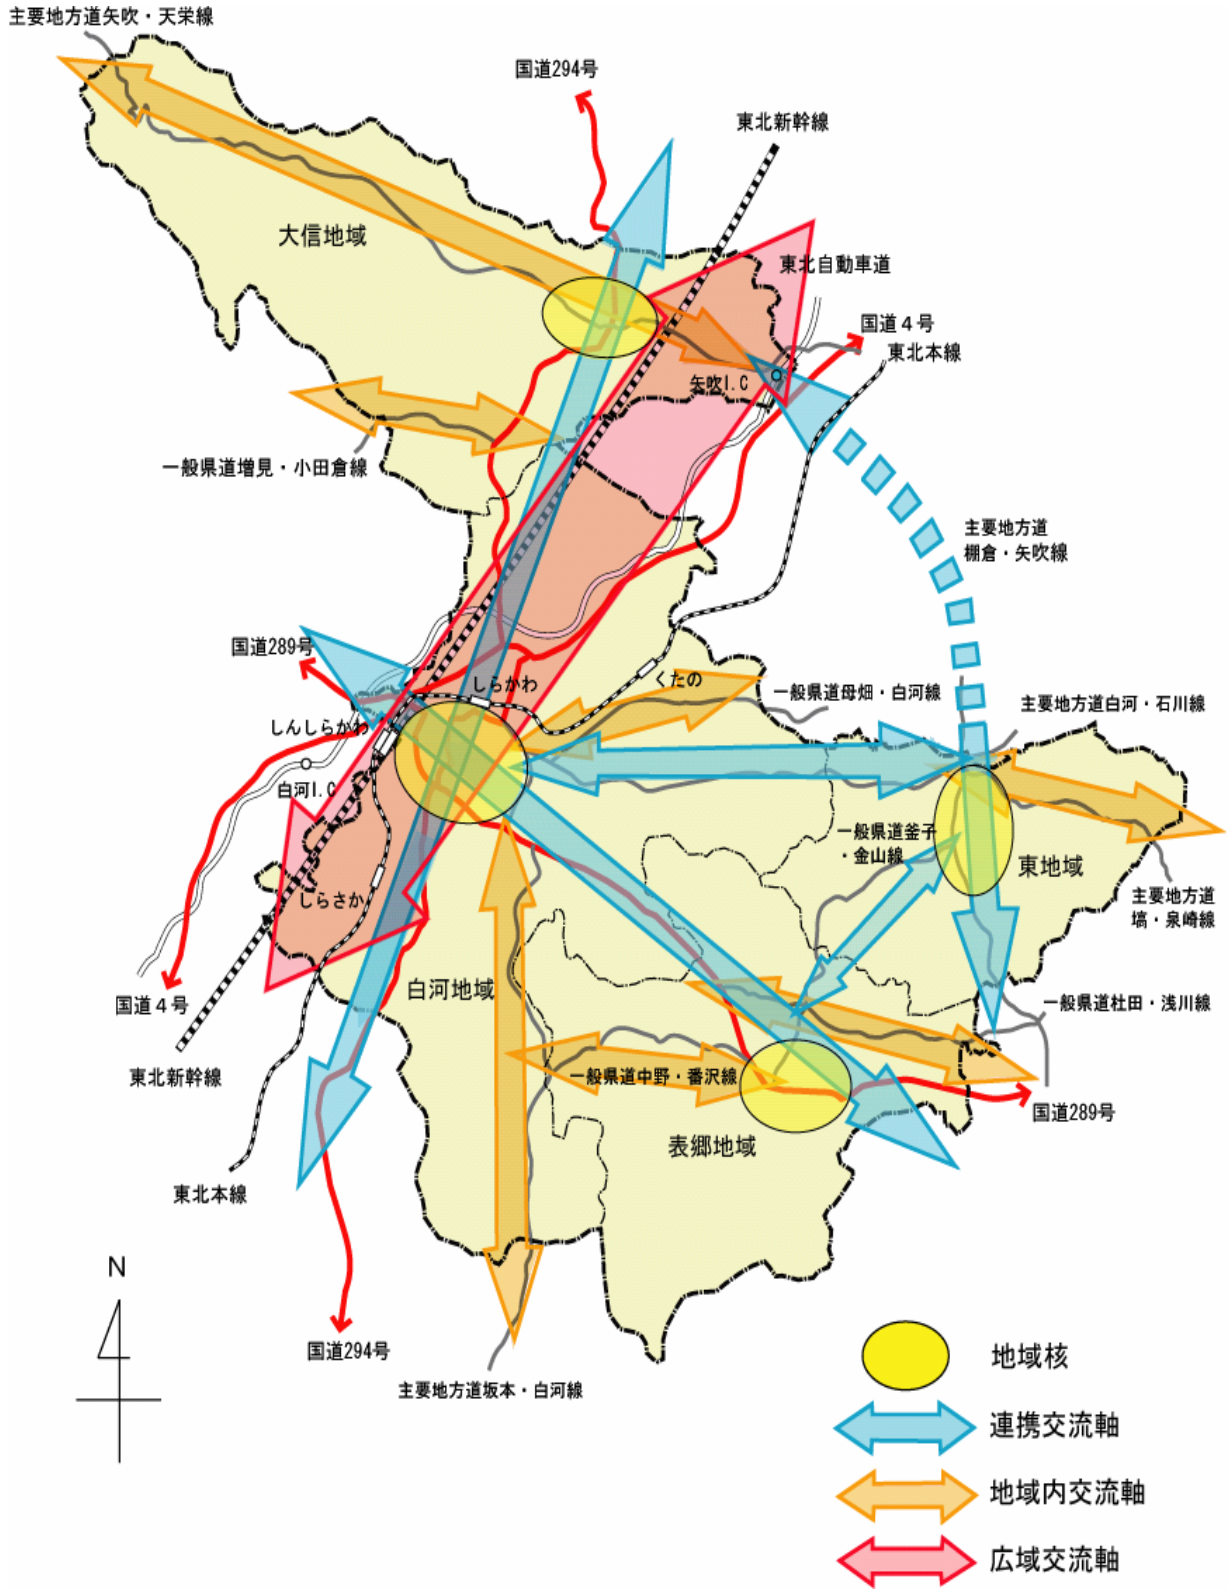 主要地方道矢吹・天栄線
国道294号
東北新幹線
大信地域
東北自動車道
国道４号
東北本線
矢吹I.C
一般県道増見・小田倉線
主要地方道
棚倉・矢吹線
国道289号
しらかわ
くたの
一般県道母畑・白河線
主要地方道白河・石川線
しんしらかわ
白河I.C
一般県道釜子
・金山線
東地域
しらさか
主要地方道
塙・泉崎線
白河地域
国道４号
一般県道社田・浅川線
東北新幹線
一般県道中野・番沢線
国道289号
表郷地域
東北本線
N
国道294号
主要地方道坂本・白河線
地域核
連携交流軸
地域内交流軸
広域交流軸